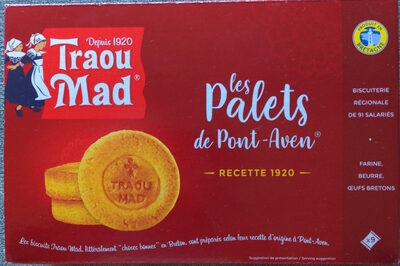 Depuis 1920
Traou
Mad®
les
Palets
de Pont-Aven®
RECETTE 1920
TRAOU
MAD
PRODUIT EN
BRETAGNE
BISCUITERIE
RÉGIONALE
DE 91 SALARIÉS
FARINE,
BEURRE,
ŒUFS BRETONS
x9
Les biscuits Traou Mad, littéralement "choses bonnes" en Breton, sont préparés selon leur recette d'origine à Pont-Aven.
Suggestion de présentation / Serving suggestion